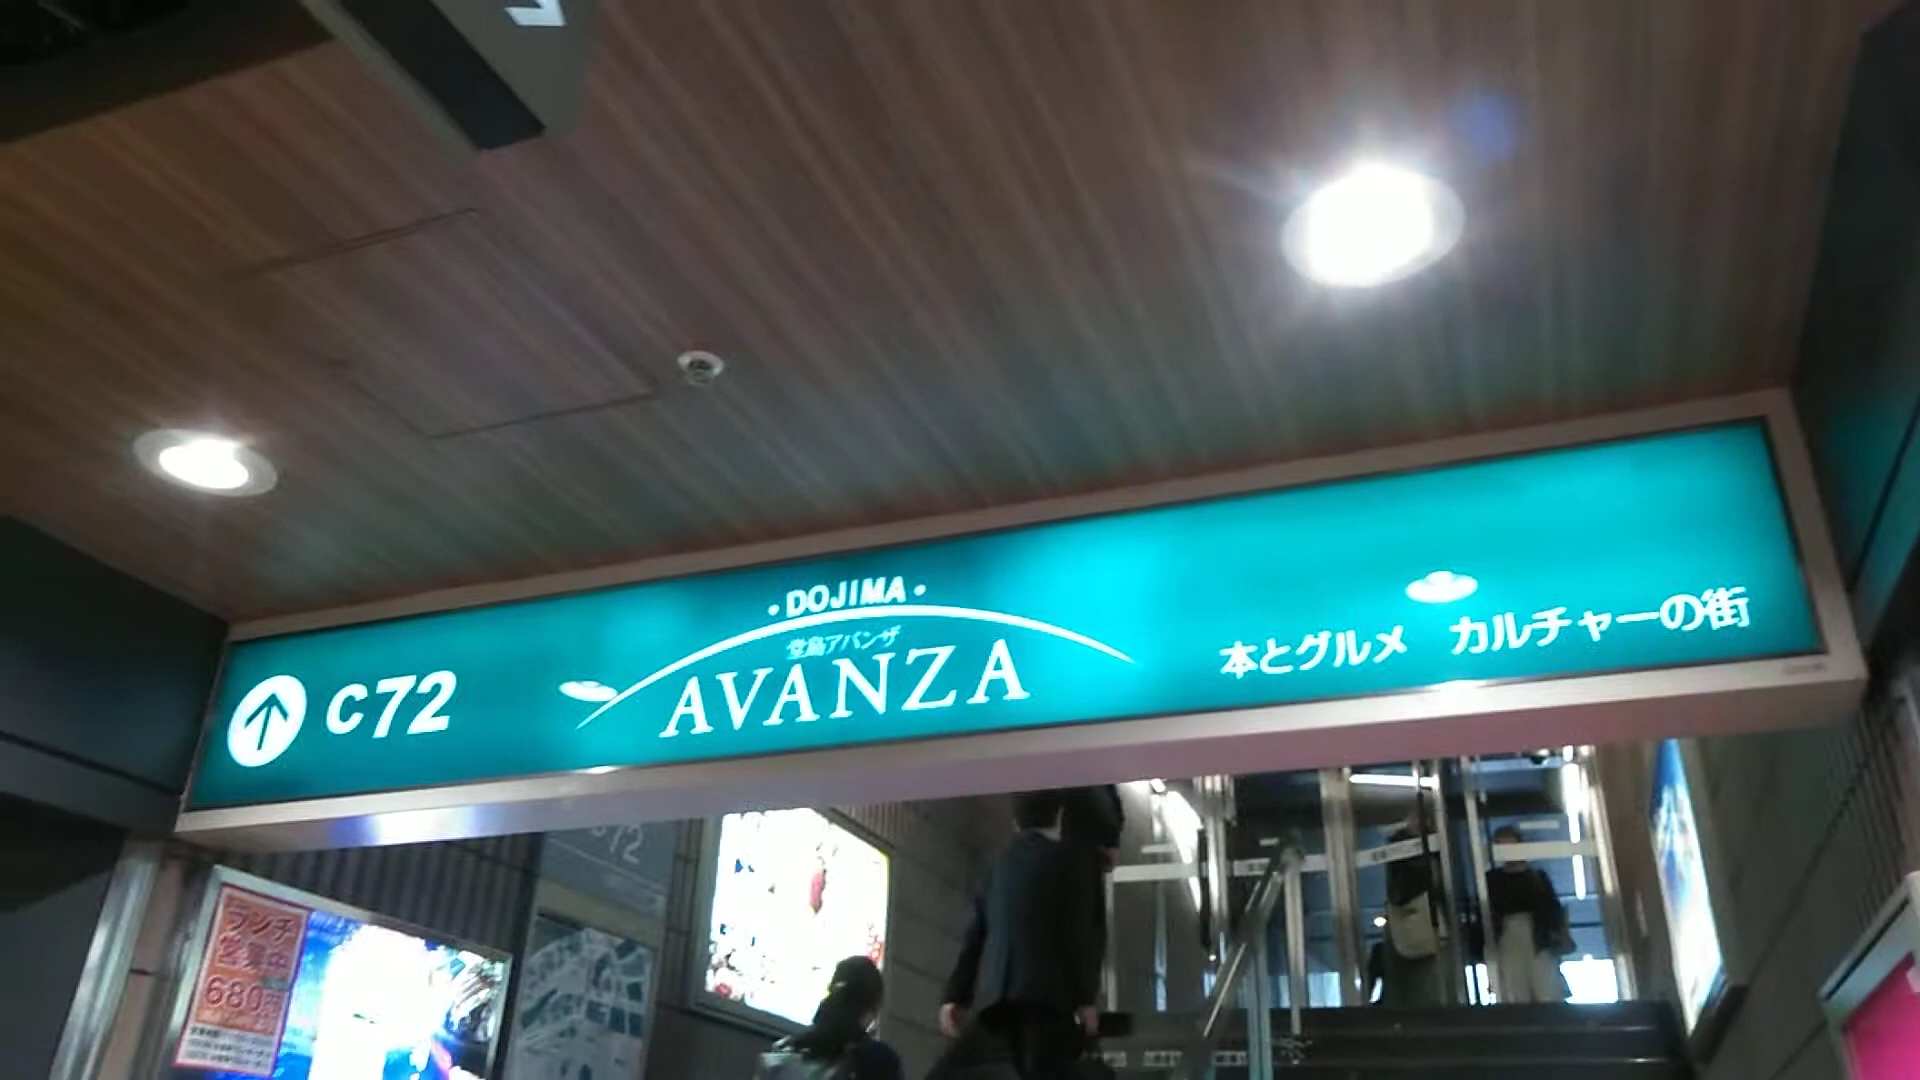 C72
・DOJIMA・
堂島アバンザ
AVANZA
本とグルメ カルチャーの街
ランチ
営業中
680円